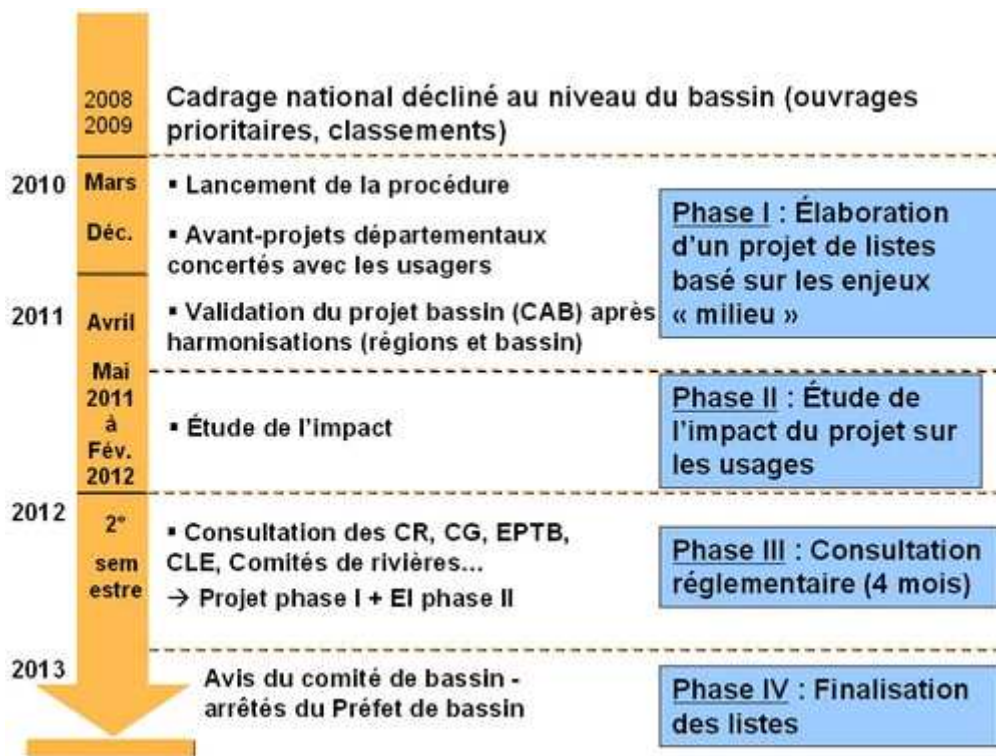 2008
2009
Cadrage national décliné au niveau du bassin (ouvrages
prioritaires, classements)
2010
Mars
▪ Lancement de la procédure
Déc.
▪ Avant-projets départementaux
concertés avec les usagers
Phase I : Élaboration
d'un projet de listes
basé sur les enjeux
« milieu »
2011
Avril
▪ Validation du projet bassin (CAB) après
harmonisations (régions et bassin)
Mai
2011
à
Fév.
2012
▪ Étude de l'impact
Phase II : Étude de
l'impact du projet sur
les usages
2012
2°
sem
estre
▪ Consultation des CR, CG, EPTB,
CLE, Comités de rivières...
→ Projet phase I + EI phase II
Phase III : Consultation
réglementaire (4 mois)
2013
Avis du comité de bassin -
arrêtés du Préfet de bassin
Phase IV : Finalisation
des listes